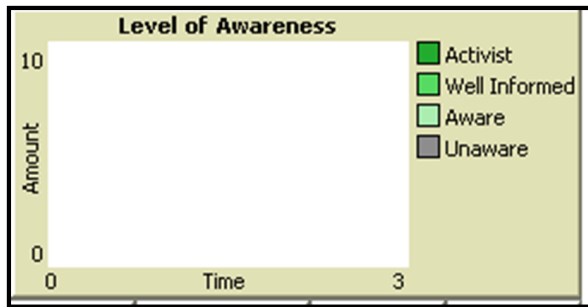 Level of Awareness
10
Amount
0
0
Time
3
Activist
Well Informed
Aware
Unaware